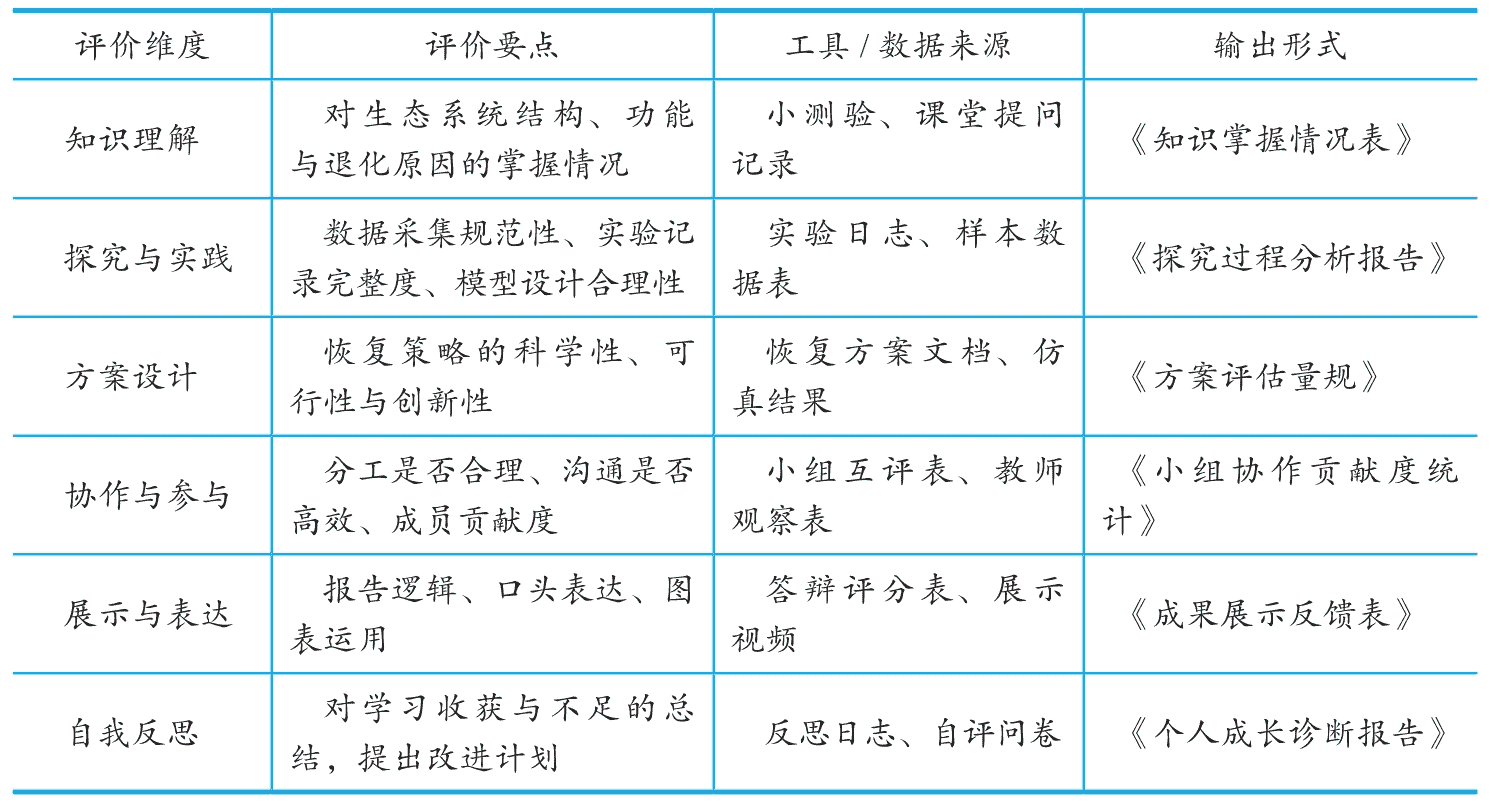 评价维度 评价要点 工具/数据来源 输出形式
知识理解
对生态系统结构、功能
与退化原因的掌握情况
小测验、课堂提问
记录
《知识掌握情况表》
探究与实践
数据采集规范性、实验记
录完整度、模型设计合理性
实验日志、样本数
据表
《探究过程分析报告》
方案设计
恢复策略的科学性、可
行性与创新性
恢复方案文档、仿
真结果
《方案评估量规》
协作与参与
分工是否合理、沟通是否
高效、成员贡献度
小组互评表、教师
观察表
《小组协作贡献度统
计》
展示与表达
报告逻辑、口头表达、图
表运用
答辩评分表、展示
视频
《成果展示反馈表》
自我反思
对学习收获与不足的总
结，提出改进计划
反思日志、自评问卷
《个人成长诊断报告》